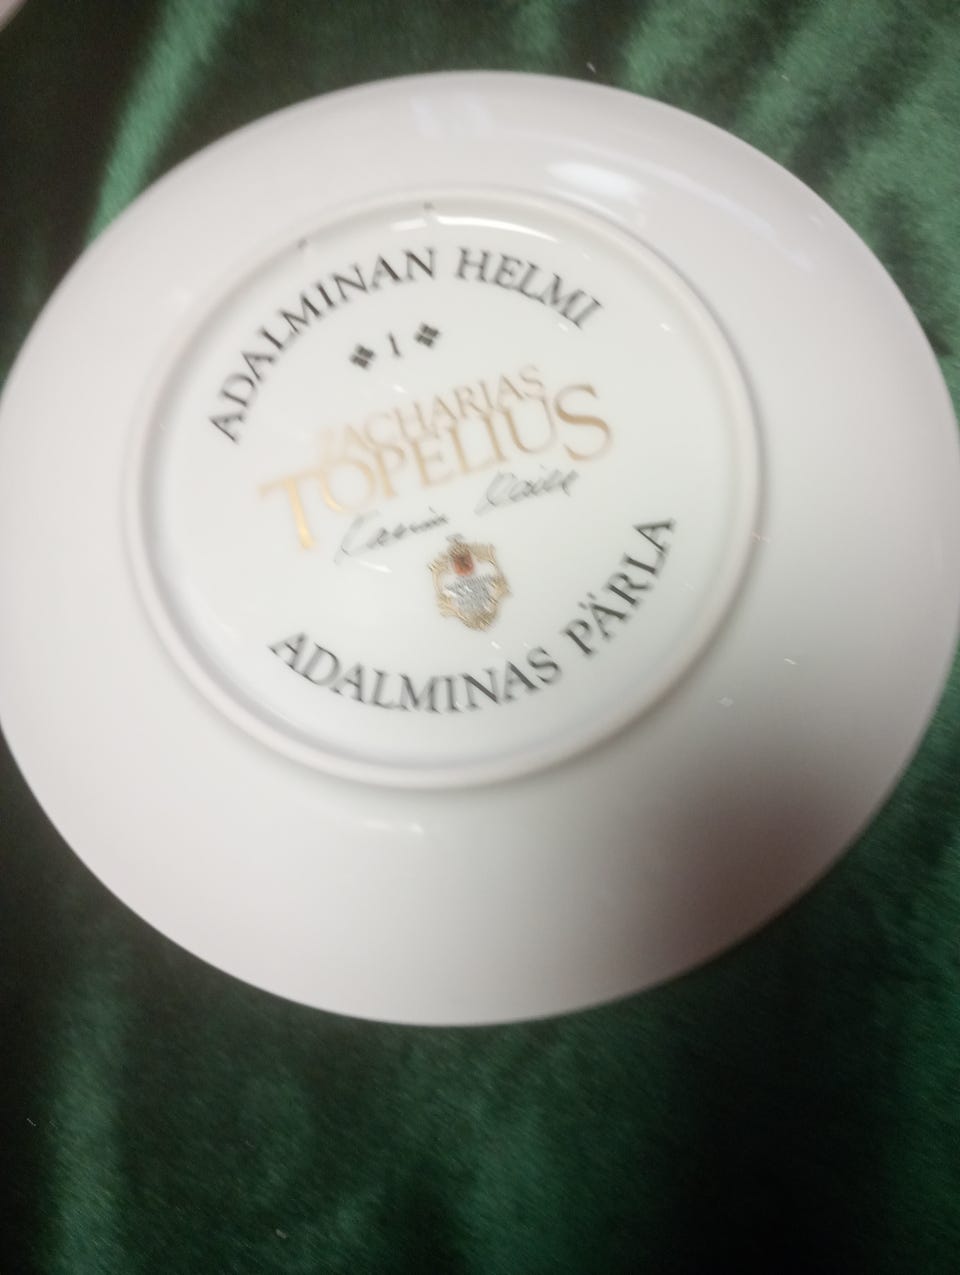 ADALMINAN HELMI
I
ZACHARIAS
TOPELIUS
ADALMINAS PÄRLA